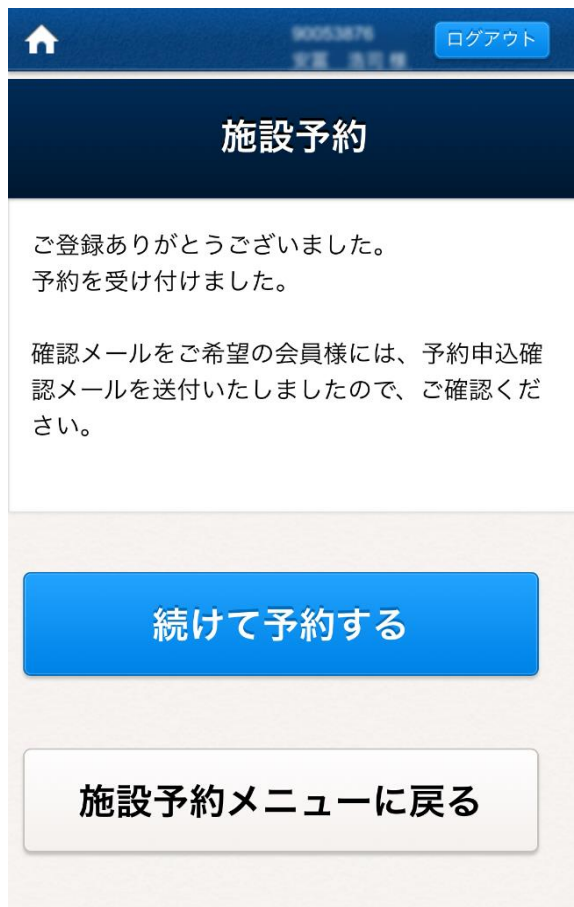 ログアウト
施設予約
ご登録ありがとうございました。
予約を受け付けました。
確認メールをご希望の会員様には、予約申込確
認メールを送付いたしましたので、ご確認くだ
さい。
続けて予約する
施設予約メニューに戻る